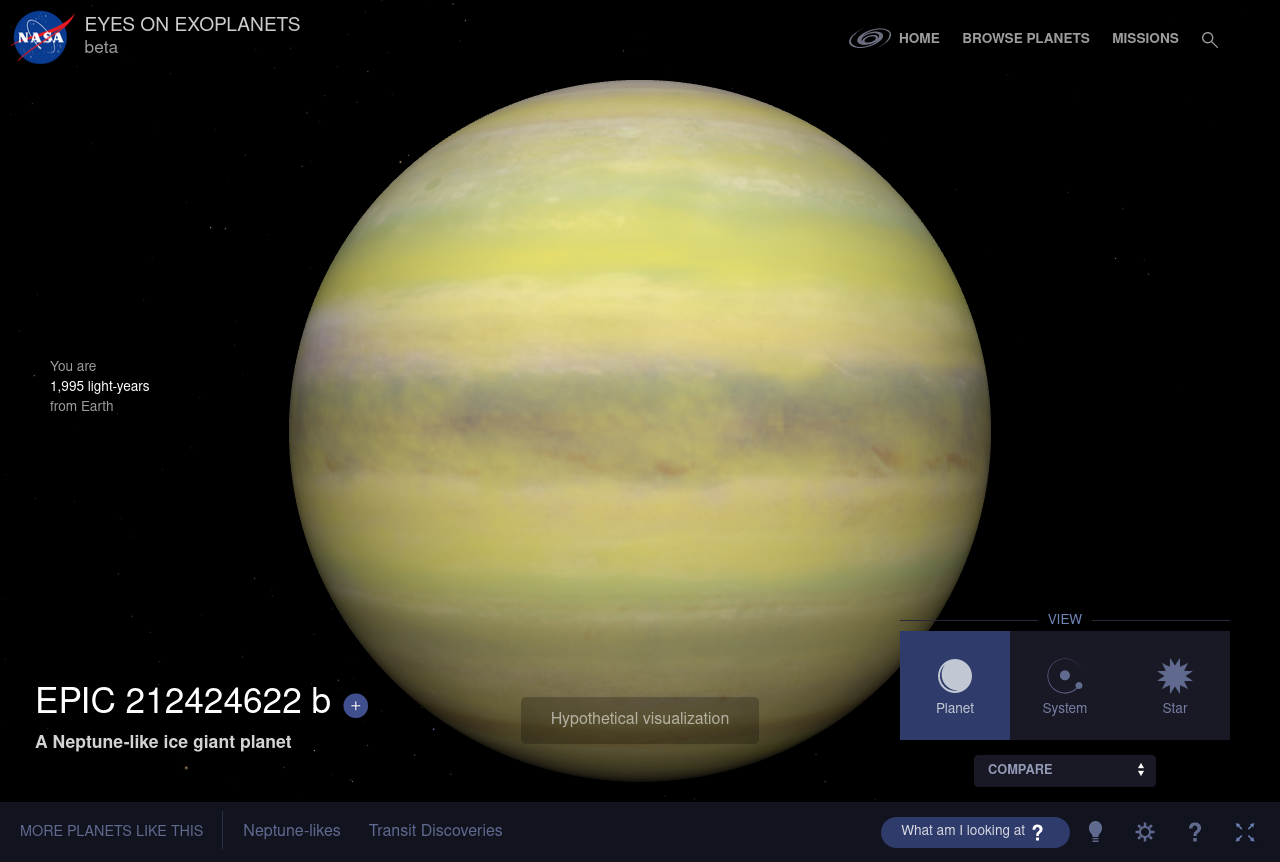 NASA
EYES ON EXOPLANETS
beta
HOME
BROWSE PLANETS
MISSIONS
You are
1,995 light-years
from Earth
EPIC 212424622 b +
A Neptune-like ice giant planet
Hypothetical visualization
VIEW
Planet
System
Star
COMPARE
MORE PLANETS LIKE THIS
Neptune-likes
Transit Discoveries
What am I looking at ?
?